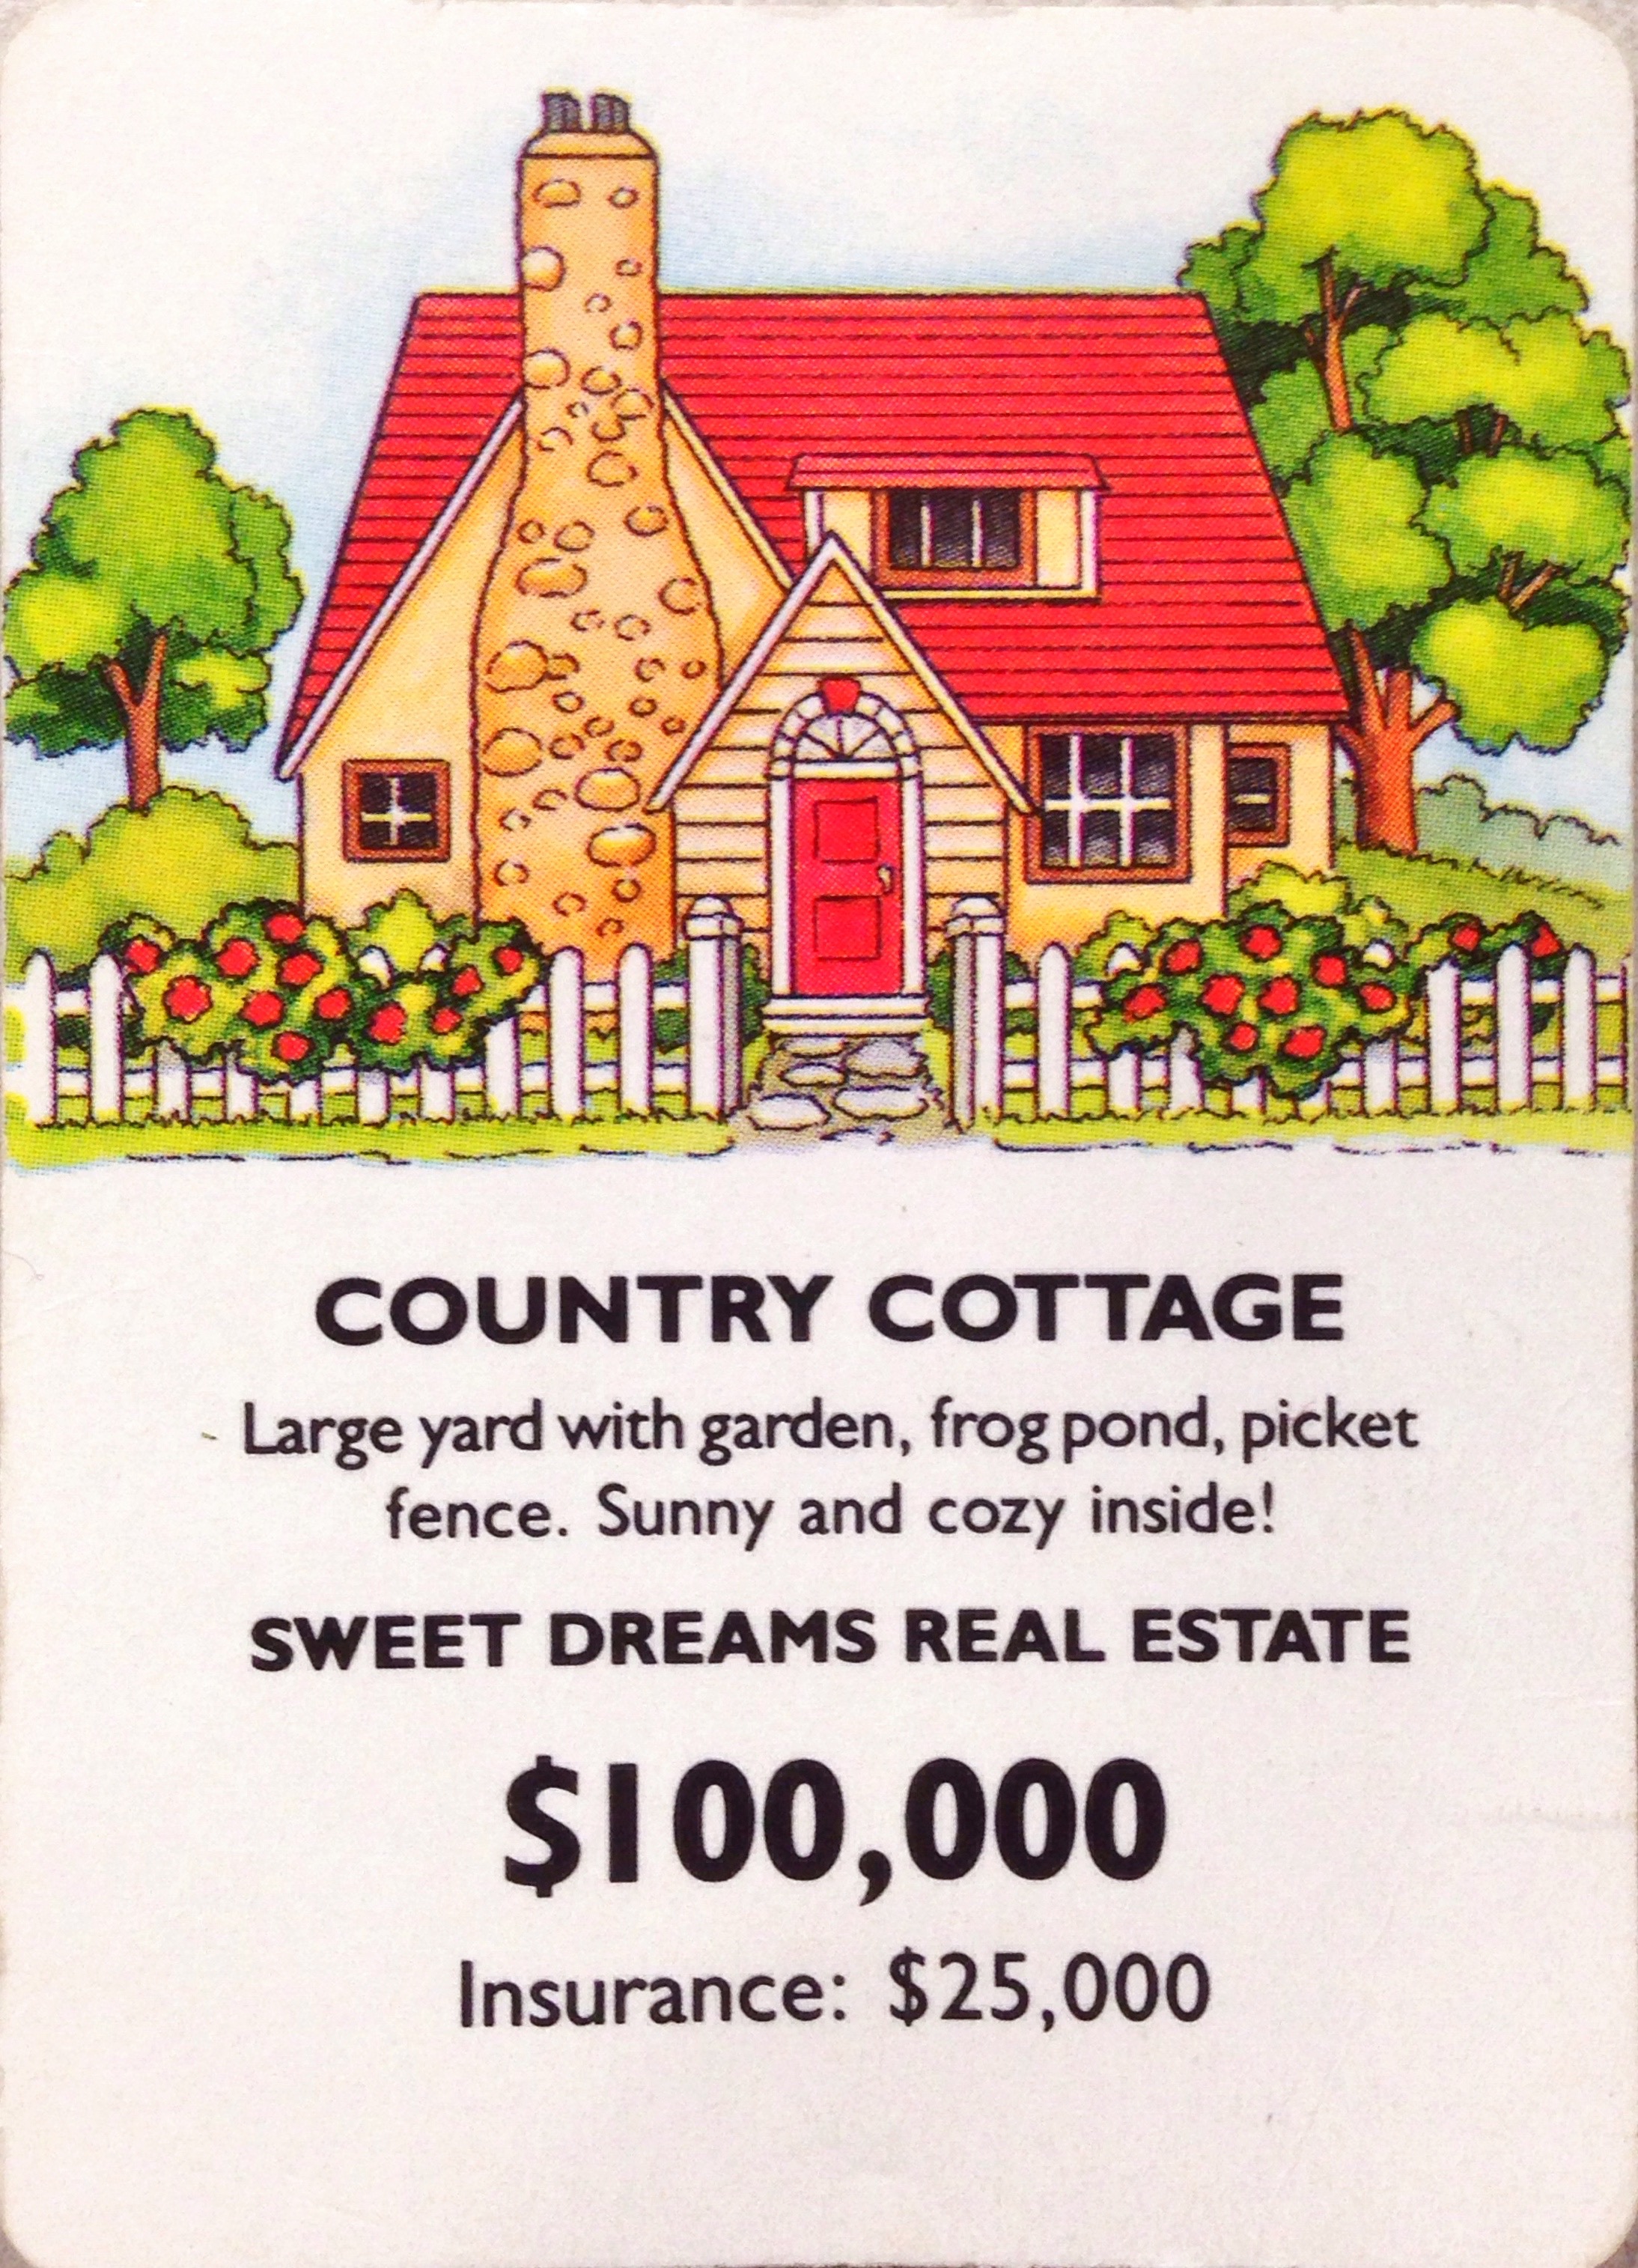 COUNTRY COTTAGE
Large yard with garden, frog pond, picket
fence. Sunny and cozy inside!
SWEET DREAMS REAL ESTATE
$100,000
Insurance: $25,000